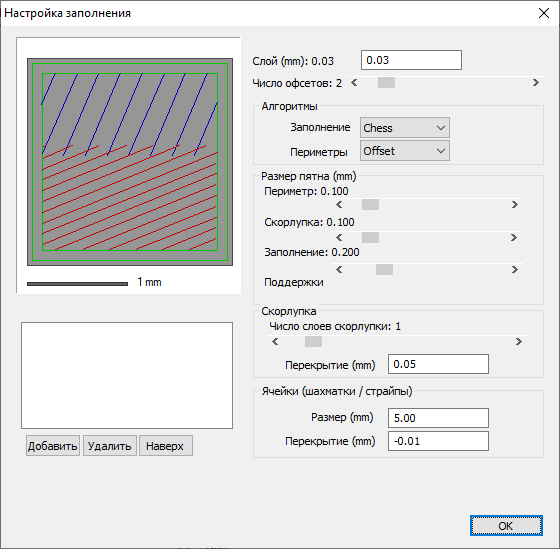 Настройка заполнения
1 mm
Добавить
Удалить
Наверх
Слой (mm): 0.03
0.03
Число офсетов: 2
Алгоритмы
Заполнение
Chess
Периметры
Offset
Размер пятна (mm)
Периметр: 0.100
Скорлупка: 0.100
Заполнение: 0.200
Поддержки
Скорлупка
Число слоев скорлупки: 1
Перекрытие (mm)
0.05
Ячейки (шахматки / страйпы)
Размер (mm)
5.00
Перекрытие (mm)
-0.01
OK